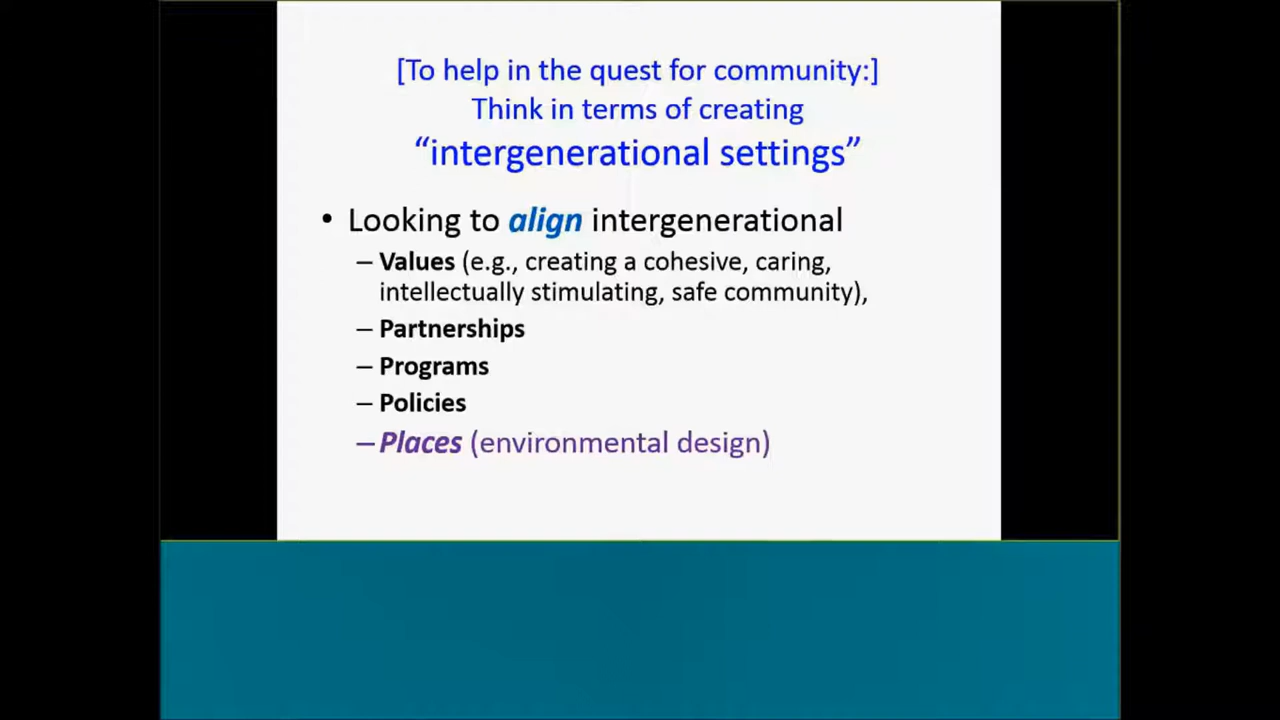 [To help in the quest for community:]
Think in terms of creating
“intergenerational settings”
• Looking to align intergenerational
– Values (e.g., creating a cohesive, caring,
intellectually stimulating, safe community),
– Partnerships
– Programs
– Policies
– Places (environmental design)